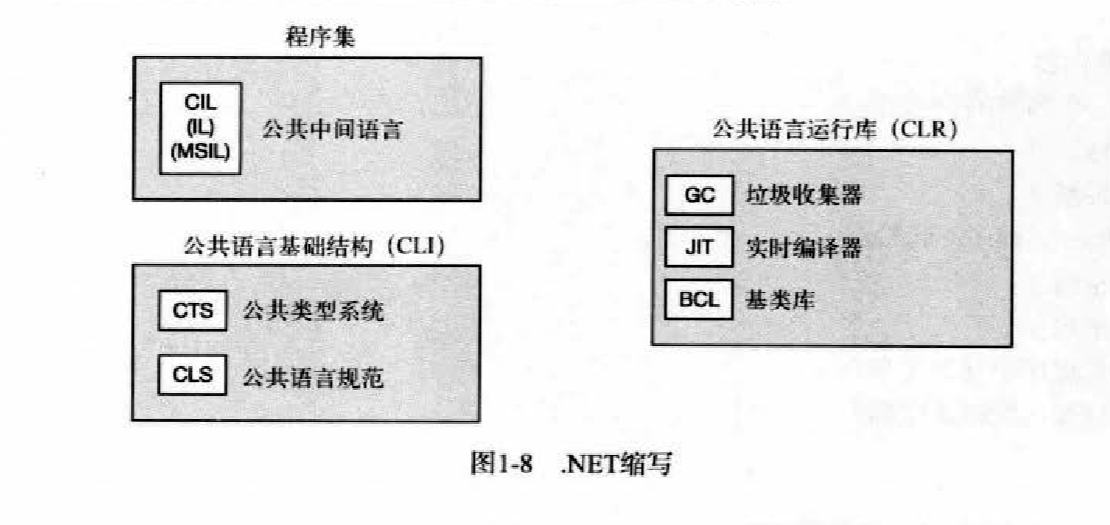 程序集
CIL
(IL)
(MSIL)
公共中间语言
公共语言基础结构（CLI）
CTS 公共类型系统
CLS 公共语言规范
公共语言运行库（CLR）
GC 垃圾收集器
JIT 实时编译器
BCL 基类库
图1-8 .NET缩写